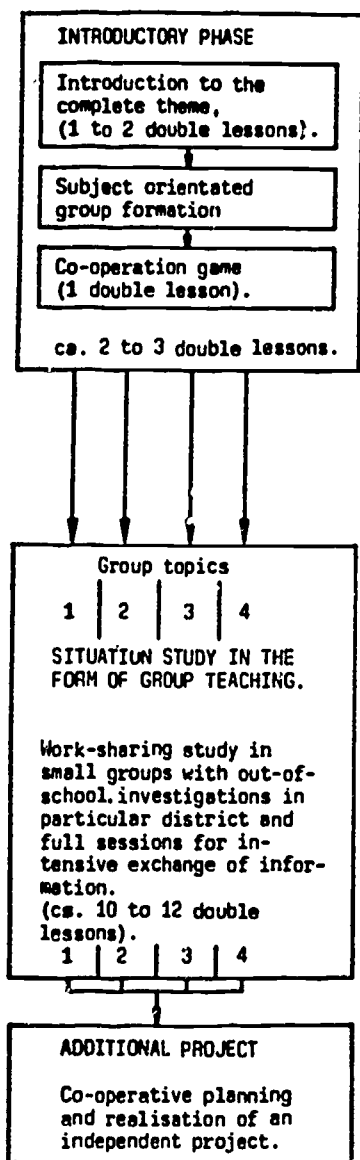 INTRODUCTORY PHASE
Introduction to the
complete theme,
(1 to 2 double lessons).
Subject orientated
group formation
Co-operation game
(1 double lesson).
ca. 2 to 3 double lessons.
Group topics
1 2 3 4
SITUATION STUDY IN THE
FORM OF GROUP TEACHING.
Work-sharing study in
small groups with out-of-
school.investigations in
particular district and
full sessions for in-
tensive exchange of infor-
mation.
(cs. 10 to 12 double
lessons).
1 2 3 4
ADDITIONAL PROJECT
Co-operative planning
and realisation of an
independent project.